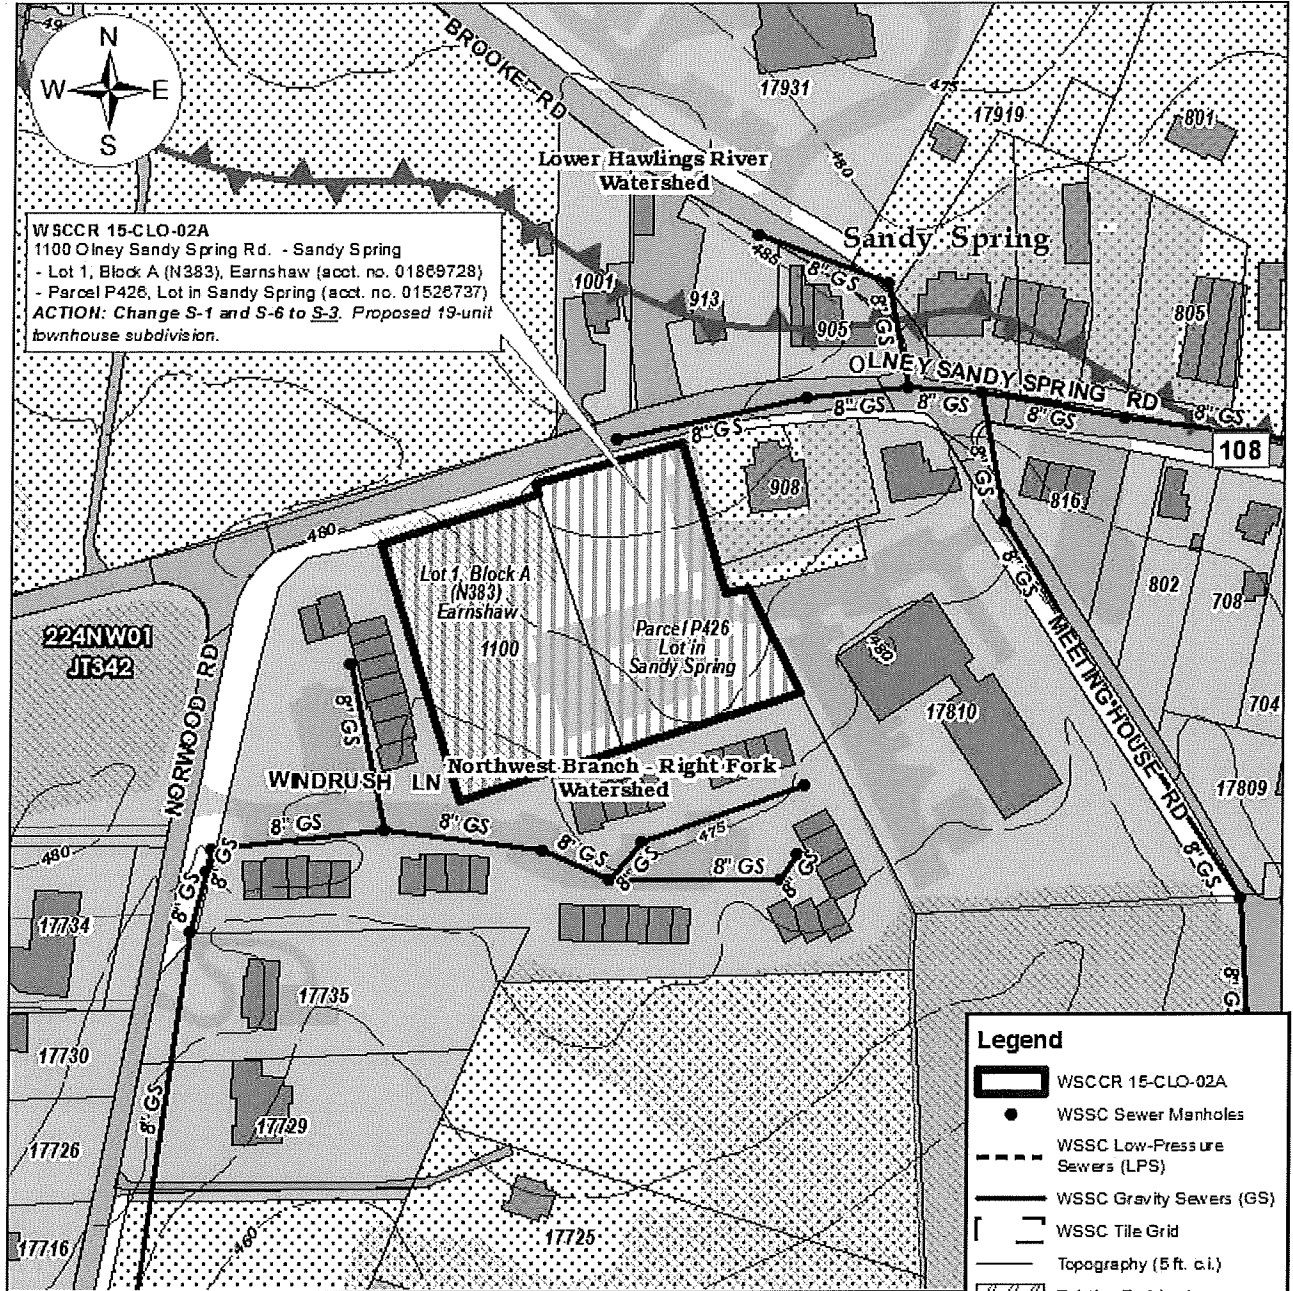 N
W E
S
BROOKE RD
17931
475
17919
801
480
Lower Hawlings River
Watershed
WSCCR 15-CLO-02A
1100 Olney Sandy Spring Rd. - Sandy Spring
- Lot 1, Block A (N383), Earnshaw (acct. no. 01869728)
- Parcel P426, Lot in Sandy Spring (acct. no. 01526737)
ACTION: Change S-1 and S-6 to S-3. Proposed 19-unit
townhouse subdivision.
Sandy Spring
485
8" GS
8" GS
1001
913
905
805
OLNEY SANDY SPRING RD
8" GS
8" GS
8" GS
8" GS
8" GS
108
480
908
8" GS
816
Lot 1, Block A
(N383)
Earnshaw
1100
Parcel P426
Lot in
Sandy Spring
8" GS
802
708
224NW01
JT342
NORWOOD RD
480
17810
MEETINGHOUSE RD
704
8" GS
WINDRUSH LN
Northwest Branch - Right Fork
Watershed
17809
480
8" GS
8" GS
8" GS
475
8" GS
8" GS
8" GS
8" GS
8" GS
8" GS
17734
17735
8" G
17730
17729
8" GS
17726
17725
17716
460
Legend
WSCCR 15-CLO-02A
WSSC Sewer Manholes
WSSC Low-Pressure
Sewers (LPS)
WSSC Gravity Sewers (GS)
WSSC Tile Grid
Topography (5 ft. c.i.)